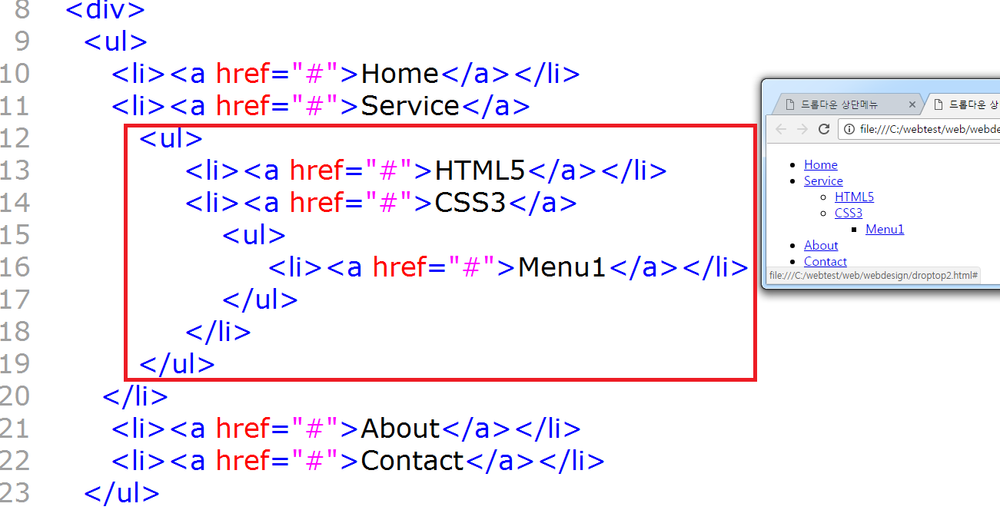 8 <div>
9 <ul>
10 <li><a href="#">Home</a></li>
11 <li><a href="#">Service</a>
12 <ul>
13 <li><a href="#">HTML5</a></li>
14 <li><a href="#">CSS3</a>
15 <ul>
16 <li><a href="#">Menu1</a></li>
17 </ul>
18 </li>
19 </ul>
20 </li>
21 <li><a href="#">About</a></li>
22 <li><a href="#">Contact</a></li>
23 </ul>
드롭다운 상단메뉴 드롭다운 상
file:///C:/webtest/web/webde
Home
Service
HTML5
CSS3
Menu1
About
Contact
file:///C:/webtest/web/webdesign/droptop2.html#